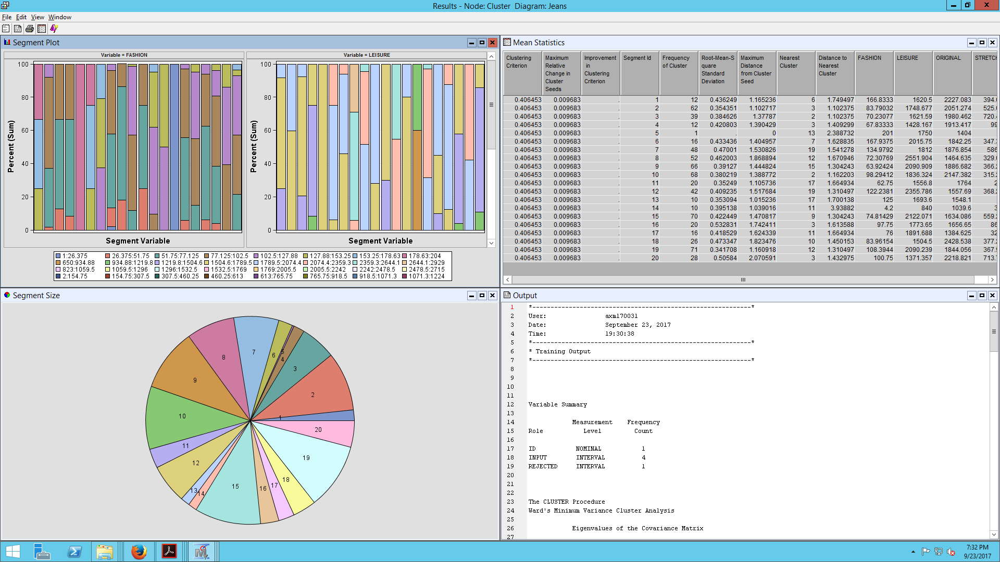 Results - Node: Cluster  Diagram: Jeans
File Edit View Window
Segment Plot
Variable = FASHION
Variable = LEISURE
Percent (Sum)
100
80
60
40
20
0
Segment Variable
Percent (Sum)
100
80
60
40
20
0
Segment Variable
1:26.375 26.375:51.75 51.75:77.125 77.125:102.5 102.5:127.88 127.88:153.25 153.25:178.63 178.63:204
650:934.88 934.88:1219.8 1219.8:1504.6 1504.6:1789.5 1789.5:2074.4 2074.4:2359.3 2359.3:2644.1 2644.1:2929
823:1059.5 1059.5:1296 1296:1532.5 1532.5:1769 1769:2005.5 2005.5:2242 2242:2478.5 2478.5:2715
2:154.75 154.75:307.5 307.5:460.25 460.25:613 613:765.75 765.75:918.5 918.5:1071.3 1071.3:1224
Mean Statistics
Clustering Criterion Maximum Relative Change in Cluster Seeds Improvement in Clustering Criterion Segment Id Frequency of Cluster Root-Mean-Square Standard Deviation Maximum Distance from Cluster Seed Nearest Cluster Distance to Nearest Cluster FASHION LEISURE ORIGINAL STRETCH
0.406453 0.009683 . 1 12 0.436249 1.165236 6 1.749497 166.8333 1620.5 2227.083 394.
0.406453 0.009683 . 2 62 0.354351 1.102717 3 1.102375 83.79032 1748.677 2051.274 525.
0.406453 0.009683 . 3 39 0.384626 1.37787 2 1.102375 70.23077 1621.59 1980.462 720.
0.406453 0.009683 . 4 12 0.420803 1.390429 3 1.409299 67.83333 1428.167 1913.417 99
0.406453 0.009683 . 5 1 . 0 13 2.388732 201 1750 1404
0.406453 0.009683 . 6 16 0.433436 1.404957 7 1.628835 167.9375 2015.75 1842.25 347.
0.406453 0.009683 . 7 48 0.47001 1.530826 19 1.541278 134.9792 1812 1876.854 586
0.406453 0.009683 . 8 52 0.462003 1.868894 12 1.670946 72.30769 2551.904 1464.635 329.
0.406453 0.009683 . 9 66 0.39127 1.444824 15 1.304243 63.92424 2090.909 1886.682 366.
0.406453 0.009683 . 10 68 0.380219 1.388772 2 1.162203 98.29412 1836.324 2147.382 315.
0.406453 0.009683 . 11 20 0.35249 1.105736 17 1.664934 62.75 1556.8 1764 2
0.406453 0.009683 . 12 42 0.409235 1.517684 19 1.310497 122.2381 2355.786 1557.69 368.
0.406453 0.009683 . 13 10 0.353094 1.015236 17 1.700138 125 1693.6 1548.1
0.406453 0.009683 . 14 10 0.395138 1.039016 11 3.93882 4.2 840 1039.6 3
0.406453 0.009683 . 15 70 0.422449 1.470817 9 1.304243 74.81429 2122.071 1634.086 559.
0.406453 0.009683 . 16 20 0.532831 1.742411 3 1.613588 97.75 1773.65 1656.65 86
0.406453 0.009683 . 17 16 0.418529 1.624339 11 1.664934 76 1891.688 1384.625 32
0.406453 0.009683 . 18 26 0.473347 1.823476 10 1.450153 83.96154 1504.5 2428.538 377.
0.406453 0.009683 . 19 71 0.341708 1.160918 12 1.310497 108.3944 2090.239 1844.056 367.
0.406453 0.009683 . 20 28 0.50584 2.070591 3 1.432975 100.75 1371.357 2218.821 713.
Segment Size
1
2
3
4
5
6
7
8
9
10
11
12
13
14
15
16
17
18
19
20
Output
1 *------------------------------------------------------------*
2 User: axm170031
3 Date: September 23, 2017
4 Time: 19:30:38
5 *------------------------------------------------------------*
6 * Training Output
7 *------------------------------------------------------------*
8
9
10
11
12 Variable Summary
13
14 Measurement Frequency
15 Role Level Count
16
17 ID NOMINAL 1
18 INPUT INTERVAL 4
19 REJECTED INTERVAL 1
20
21
22
23 The CLUSTER Procedure
24 Ward's Minimum Variance Cluster Analysis
25
26 Eigenvalues of the Covariance Matrix
27
7:32 PM
9/23/2017